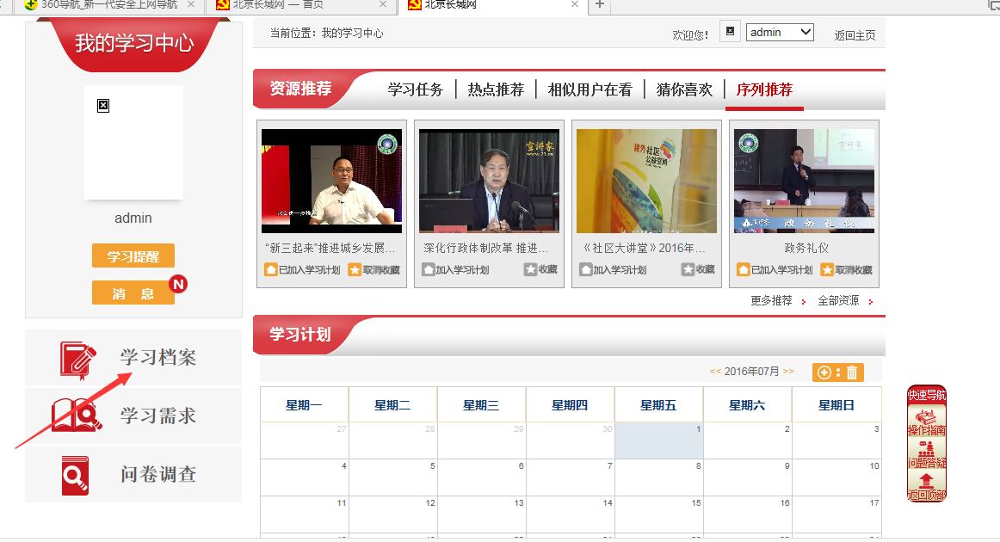 360导航_新一代安全上网导航
北京长城网 — 首页
北京长城网
我的学习中心
admin
学习提醒
消 息
N
学习档案
学习需求
问卷调查
当前位置：我的学习中心
欢迎您!
admin
返回主页
资源推荐
学习任务
热点推荐
相似用户在看
猜你喜欢
序列推荐
宣讲家
建外社区
公益空间
政 务 礼 仪
“新三起来”推进城乡发展...
深化行政体制改革 推进...
《社区大讲堂》2016年...
政务礼仪
已加入学习计划 取消收藏
加入学习计划 收藏
加入学习计划 收藏
已加入学习计划 取消收藏
更多推荐
全部资源
学习计划
<< 2016年07月 >>
星期一 星期二 星期三 星期四 星期五 星期六 星期日
27 28 29 30 1 2 3
4 5 6 7 8 9 10
11 12 13 14 15 16 17
快速导航
操作指南
问题答疑
返回顶部